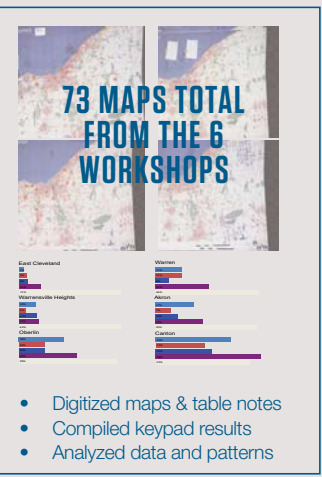 73 MAPS TOTAL
FROM THE 6
WORKSHOPS
East Cleveland
Warrensville Heights
Oberlin
Warren
Akron
Canton
• Digitized maps & table notes
• Compiled keypad results
• Analyzed data and patterns